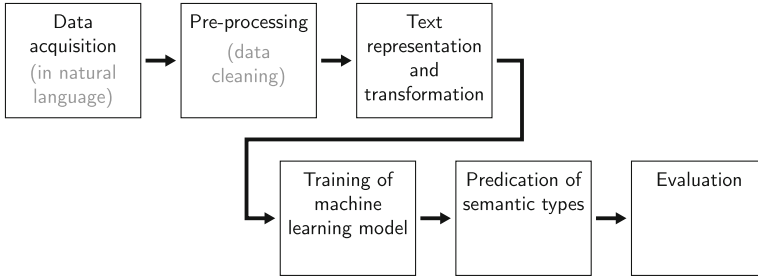 Data
acquisition
(in natural
language)
Pre-processing
(data
cleaning)
Text
representation
and
transformation
Training of
machine
learning model
Predication of
semantic types
Evaluation